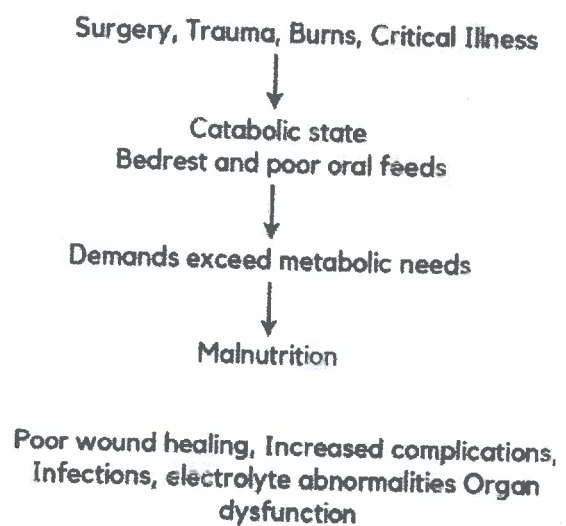 Surgery, Trauma, Burns, Critical Illness
Catabolic state
Bedrest and poor oral feeds
Demands exceed metabolic needs
Malnutrition
Poor wound healing, Increased complications,
Infections, electrolyte abnormalities Organ
dysfunction